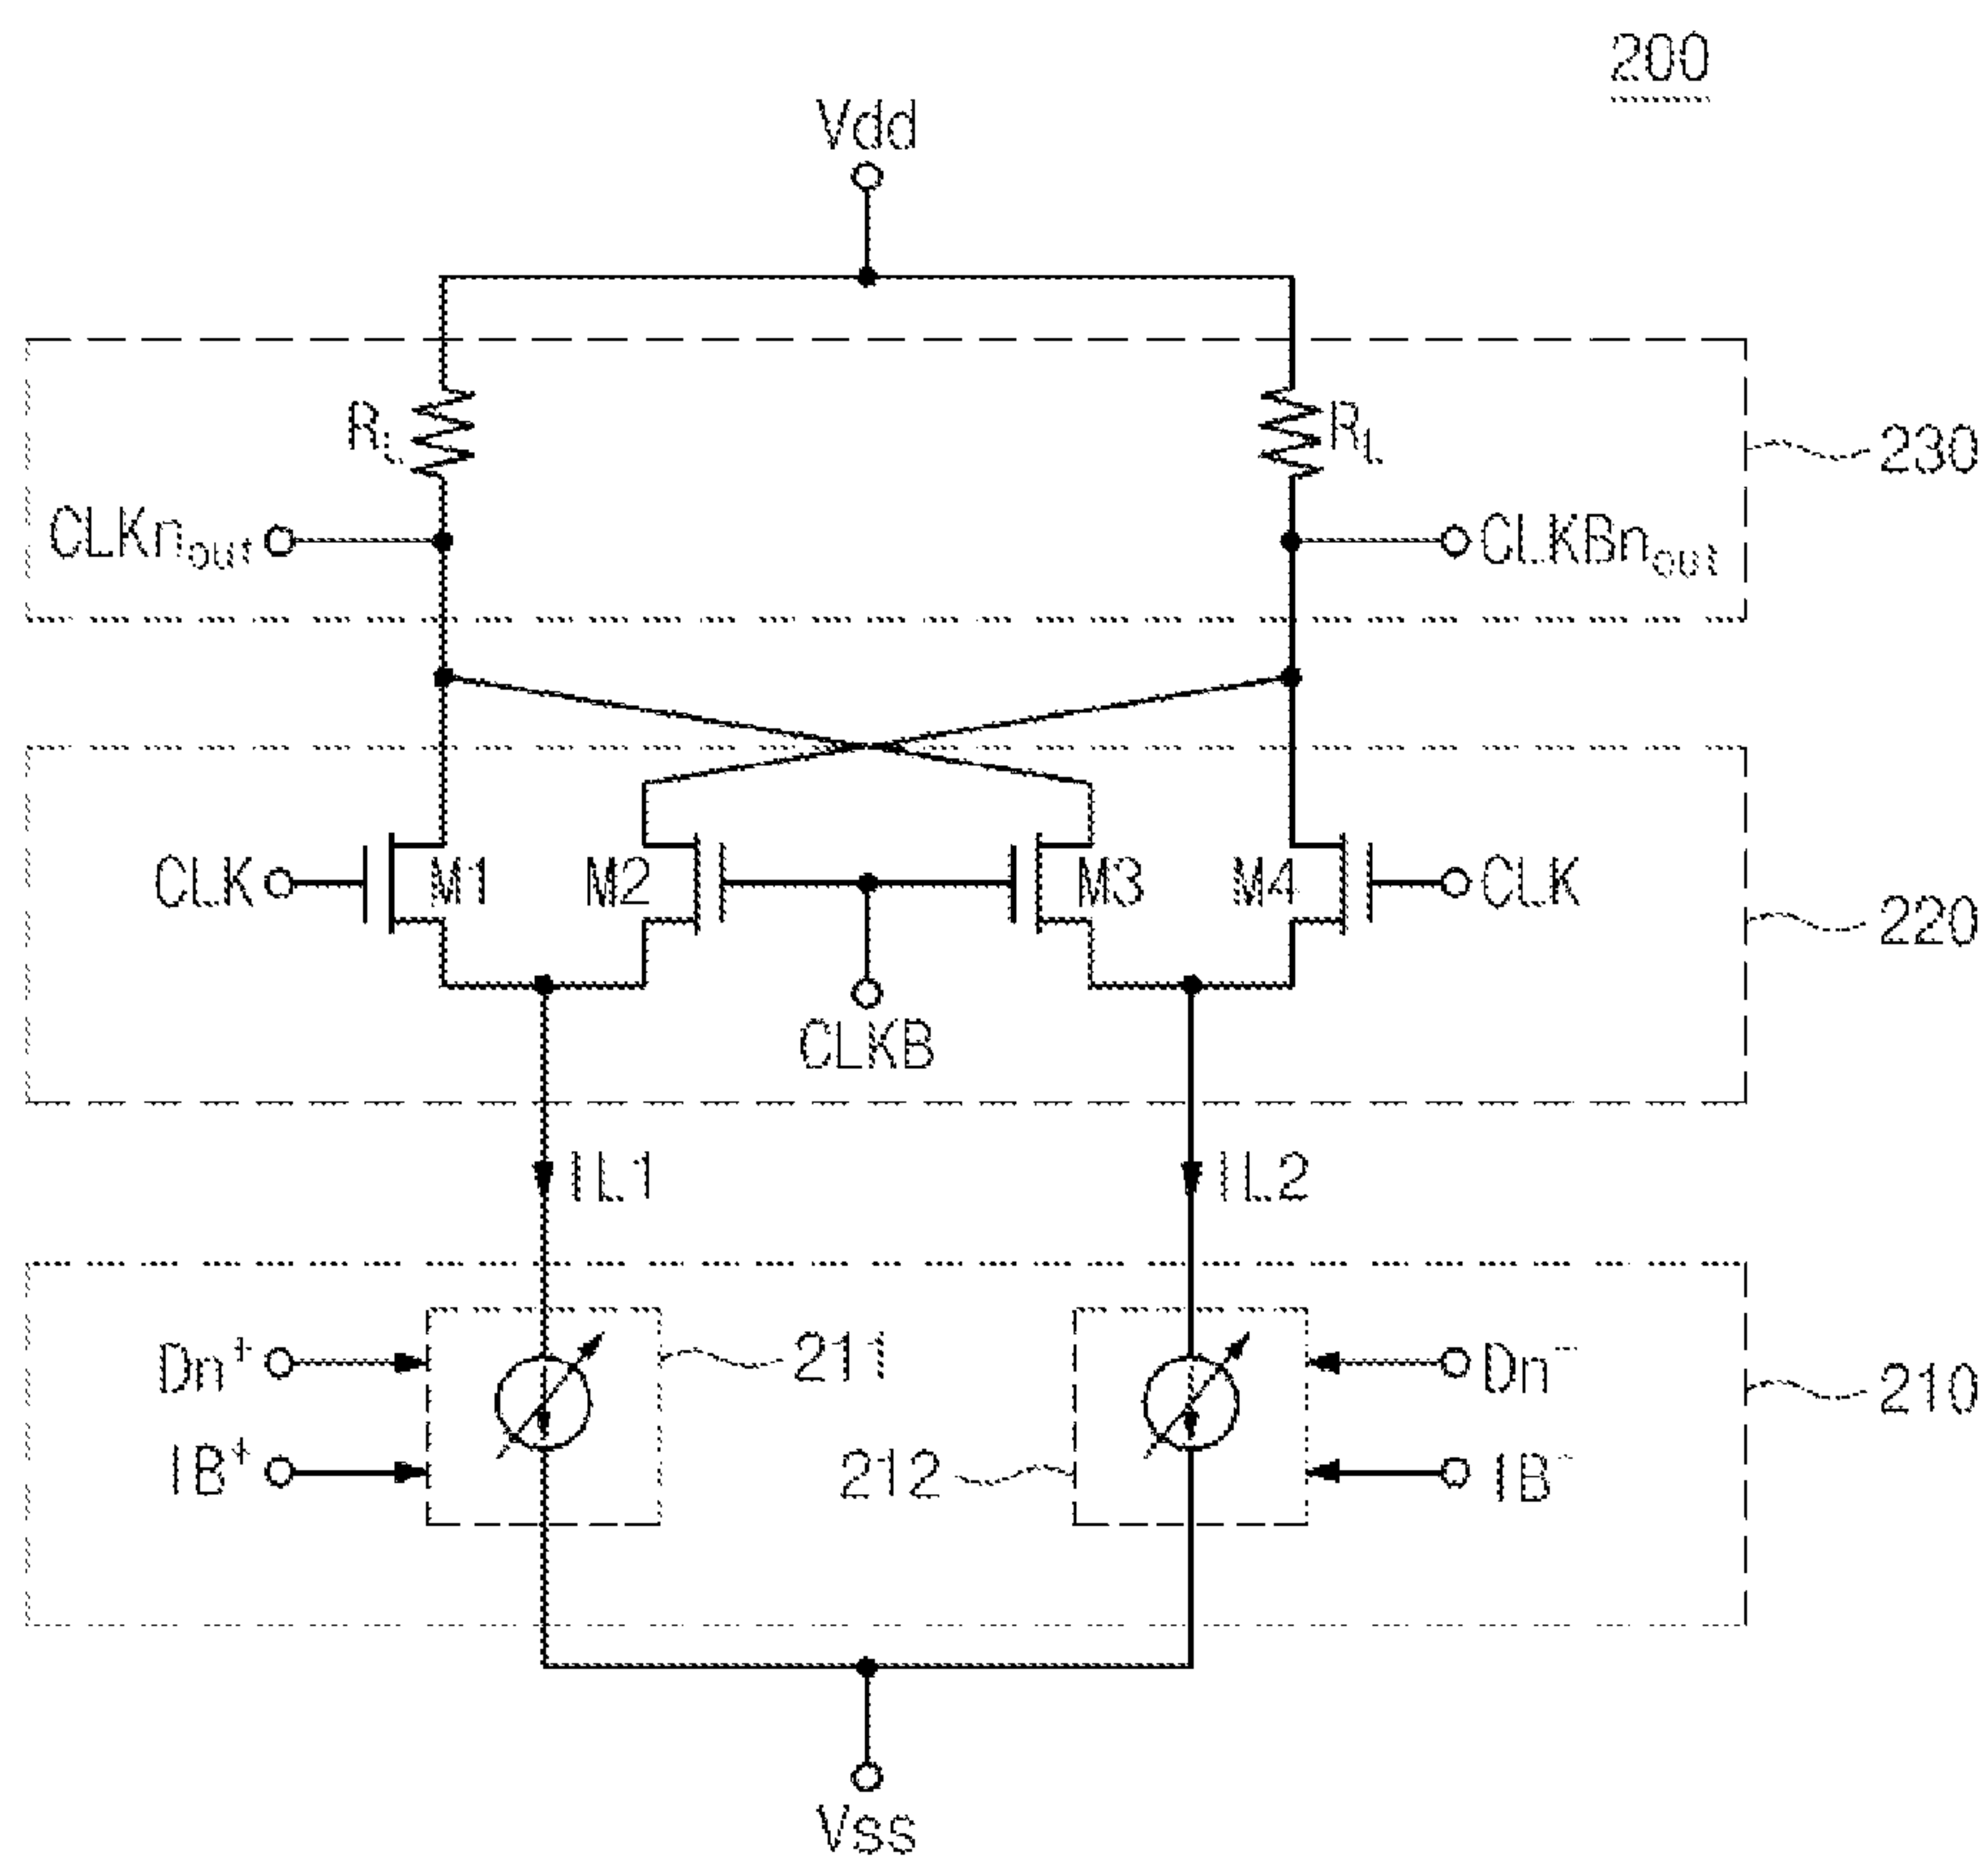 200
Vdd
RL
RL
230
CLKnout
CLKBnout
CLK
M1
M2
M3
M4
CLK
220
CLKB
IL1
IL2
Dn+
211
Dn-
210
IB+
212
IB-
Vss